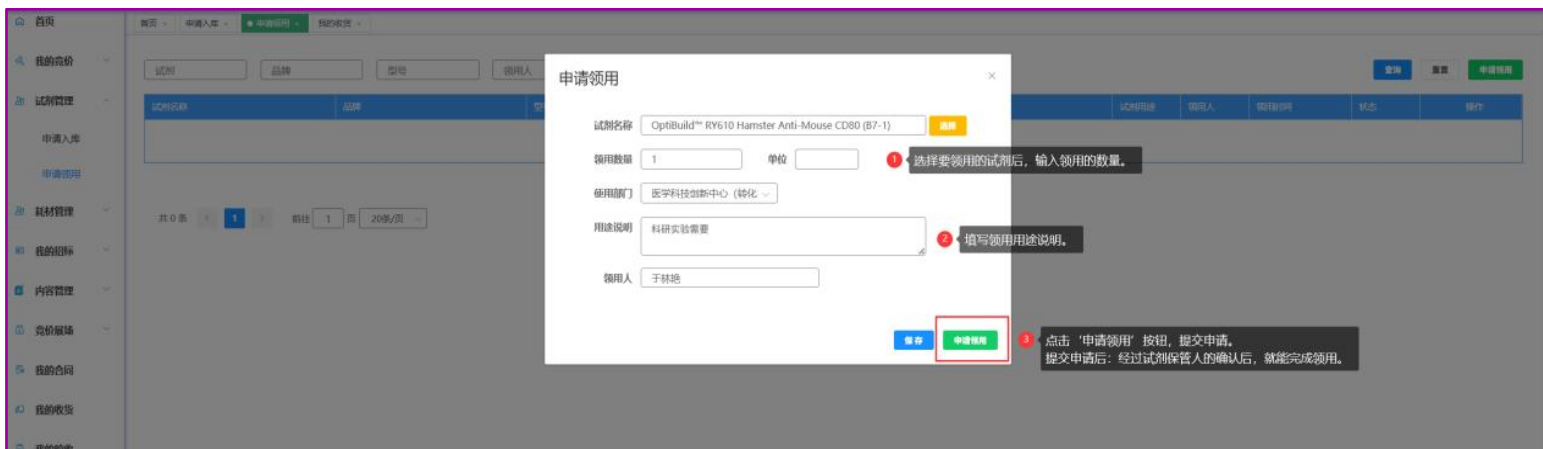 首页
首页 × 申请入库 × 申请领用 × 我的收货 ×
我的竞价
试剂 品牌 型号 领用人
查询 重置 申请领用
试剂管理
试剂名称 品牌 试剂用途 领用人 领用时间 状态 操作
申请入库
申请领用
耗材管理
共 0 条 1 前往 1 页 20条/页
我的招标
内容管理
竞价展场
我的合同
我的收货
申请领用 ×
试剂名称 OptiBuild™ RY610 Hamster Anti-Mouse CD80 (B7-1) 选择
领用数量 1 单位
1 选择要领用的试剂后，输入领用的数量。
使用部门 医学科技创新中心（转化
用途说明 科研实验需要
2 填写领用用途说明。
领用人 于林艳
保存 申请领用
3 点击‘申请领用’按钮，提交申请。
提交申请后：经过试剂保管人的确认后，就能完成领用。